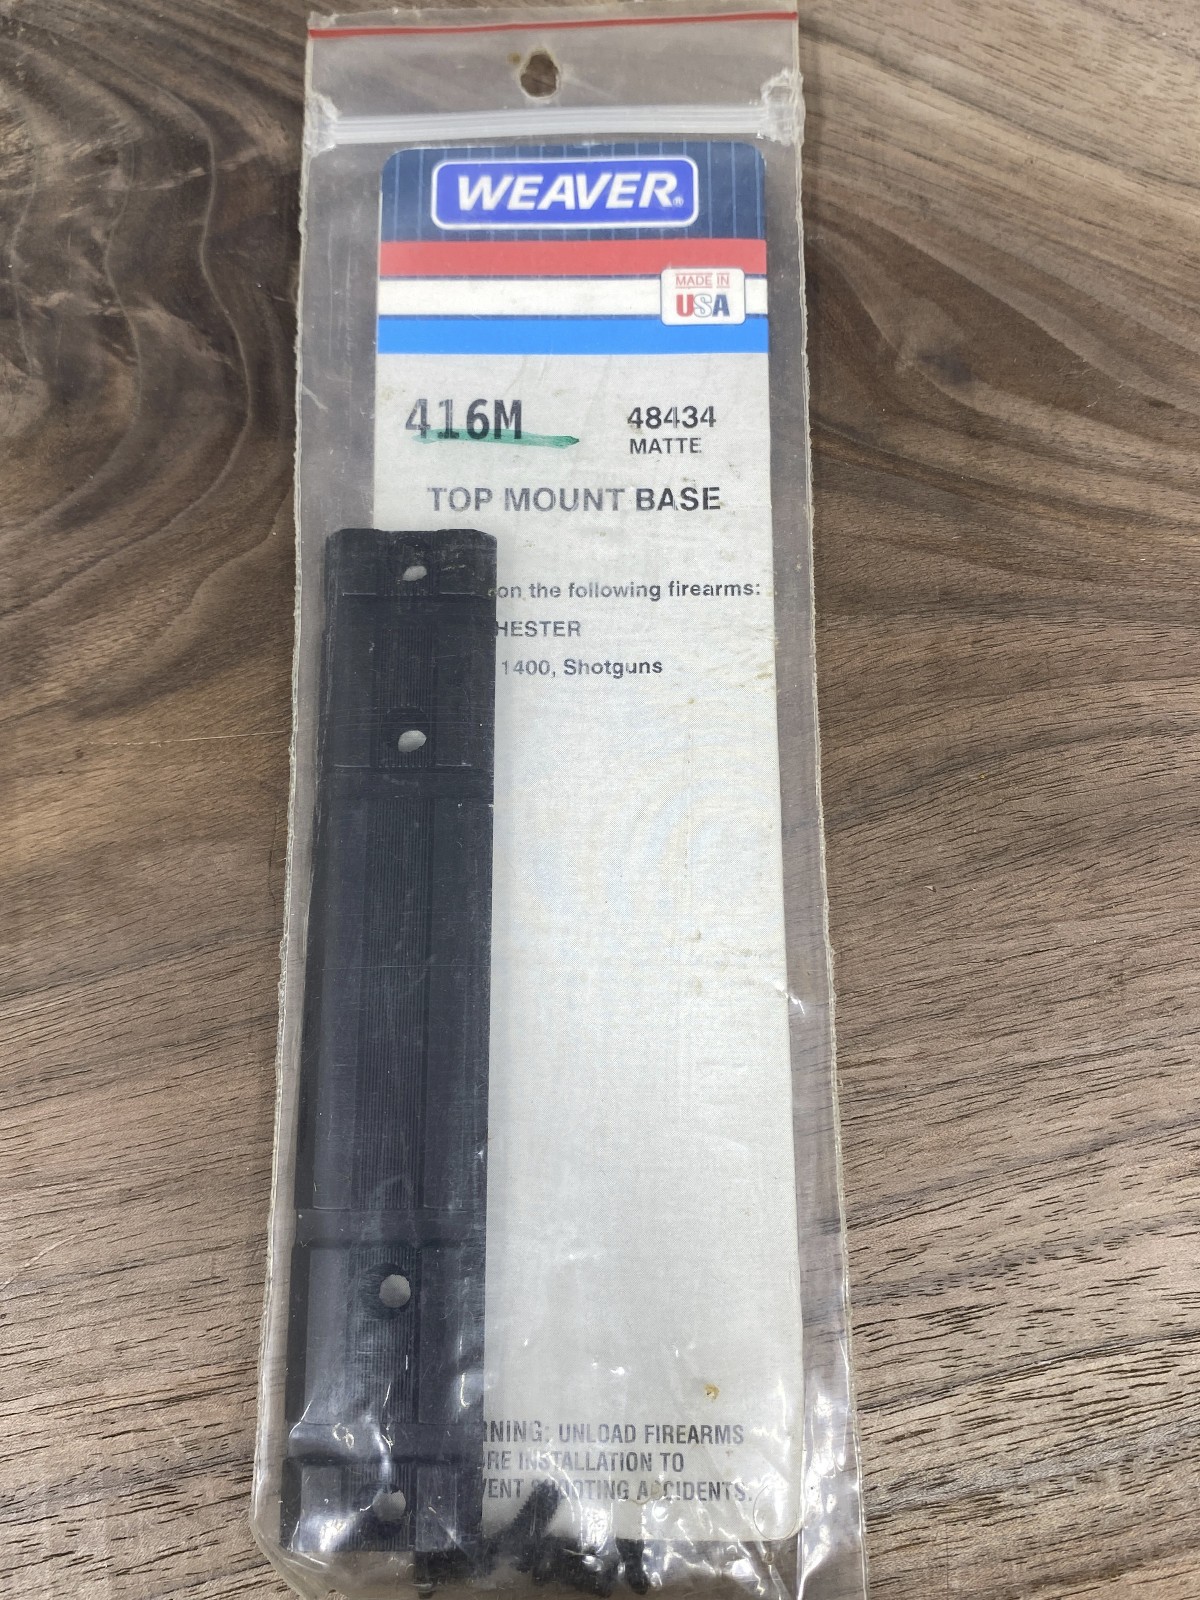 WEAVER®
MADE IN
USA
416M 48434
MATTE
TOP MOUNT BASE
on the following firearms:
HESTER
1400, Shotguns
NING: UNLOAD FIREARMS
RE INSTALLATION TO
VENT SHOOTING ACCIDENTS.